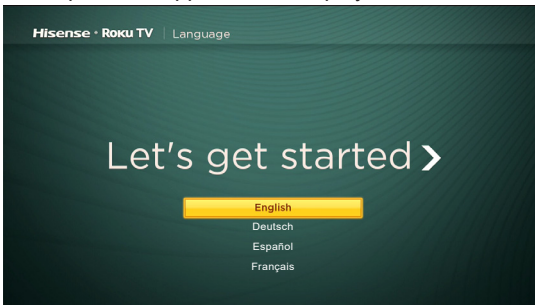 Hisense • Roku TV | Language
Let's get started
English
Deutsch
Español
Français